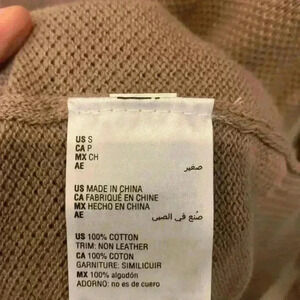 US S
CA P
MX CH
AE صغير
US MADE IN CHINA
CA FABRIQUÉ EN CHINE
MX HECHO EN CHINA
AE صُنع في الصين
US 100% COTTON
TRIM: NON LEATHER
CA 100% COTON
GARNITURE: SIMILICUIR
MX 100% algodón
ADORNO: no es de cuero